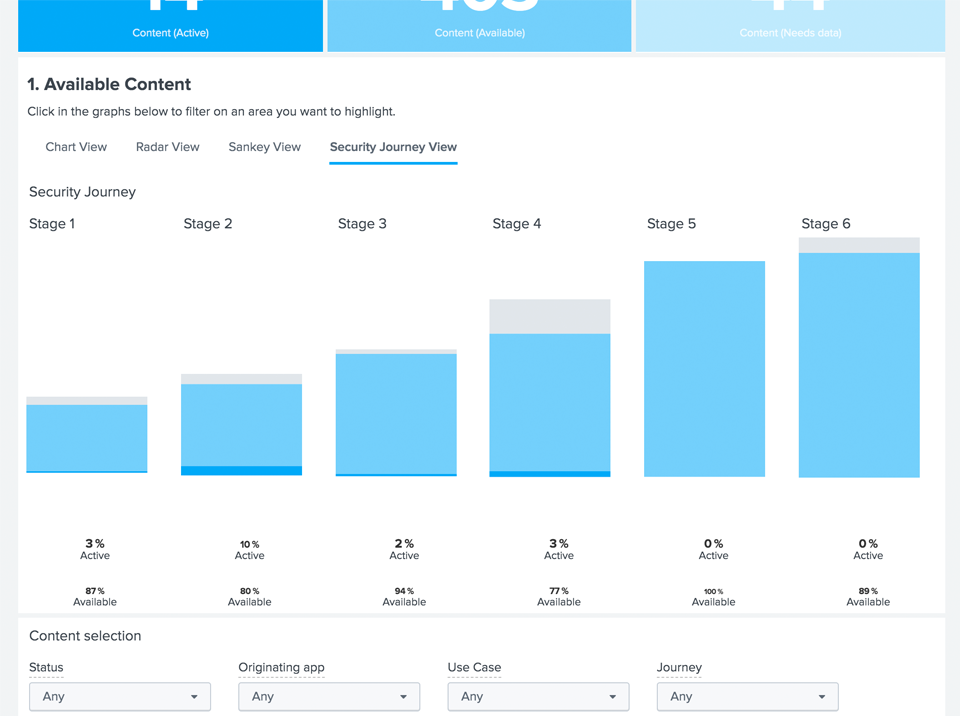 Content (Active)
Content (Available)
Content (Needs data)
1. Available Content
Click in the graphs below to filter on an area you want to highlight.
Chart View Radar View Sankey View Security Journey View
Security Journey
Stage 1 Stage 2 Stage 3 Stage 4 Stage 5 Stage 6
3 % 10 % 2 % 3 % 0 % 0 %
Active Active Active Active Active Active
87 % 80 % 94 % 77 % 100 % 89 %
Available Available Available Available Available Available
Content selection
Status Originating app Use Case Journey
Any Any Any Any